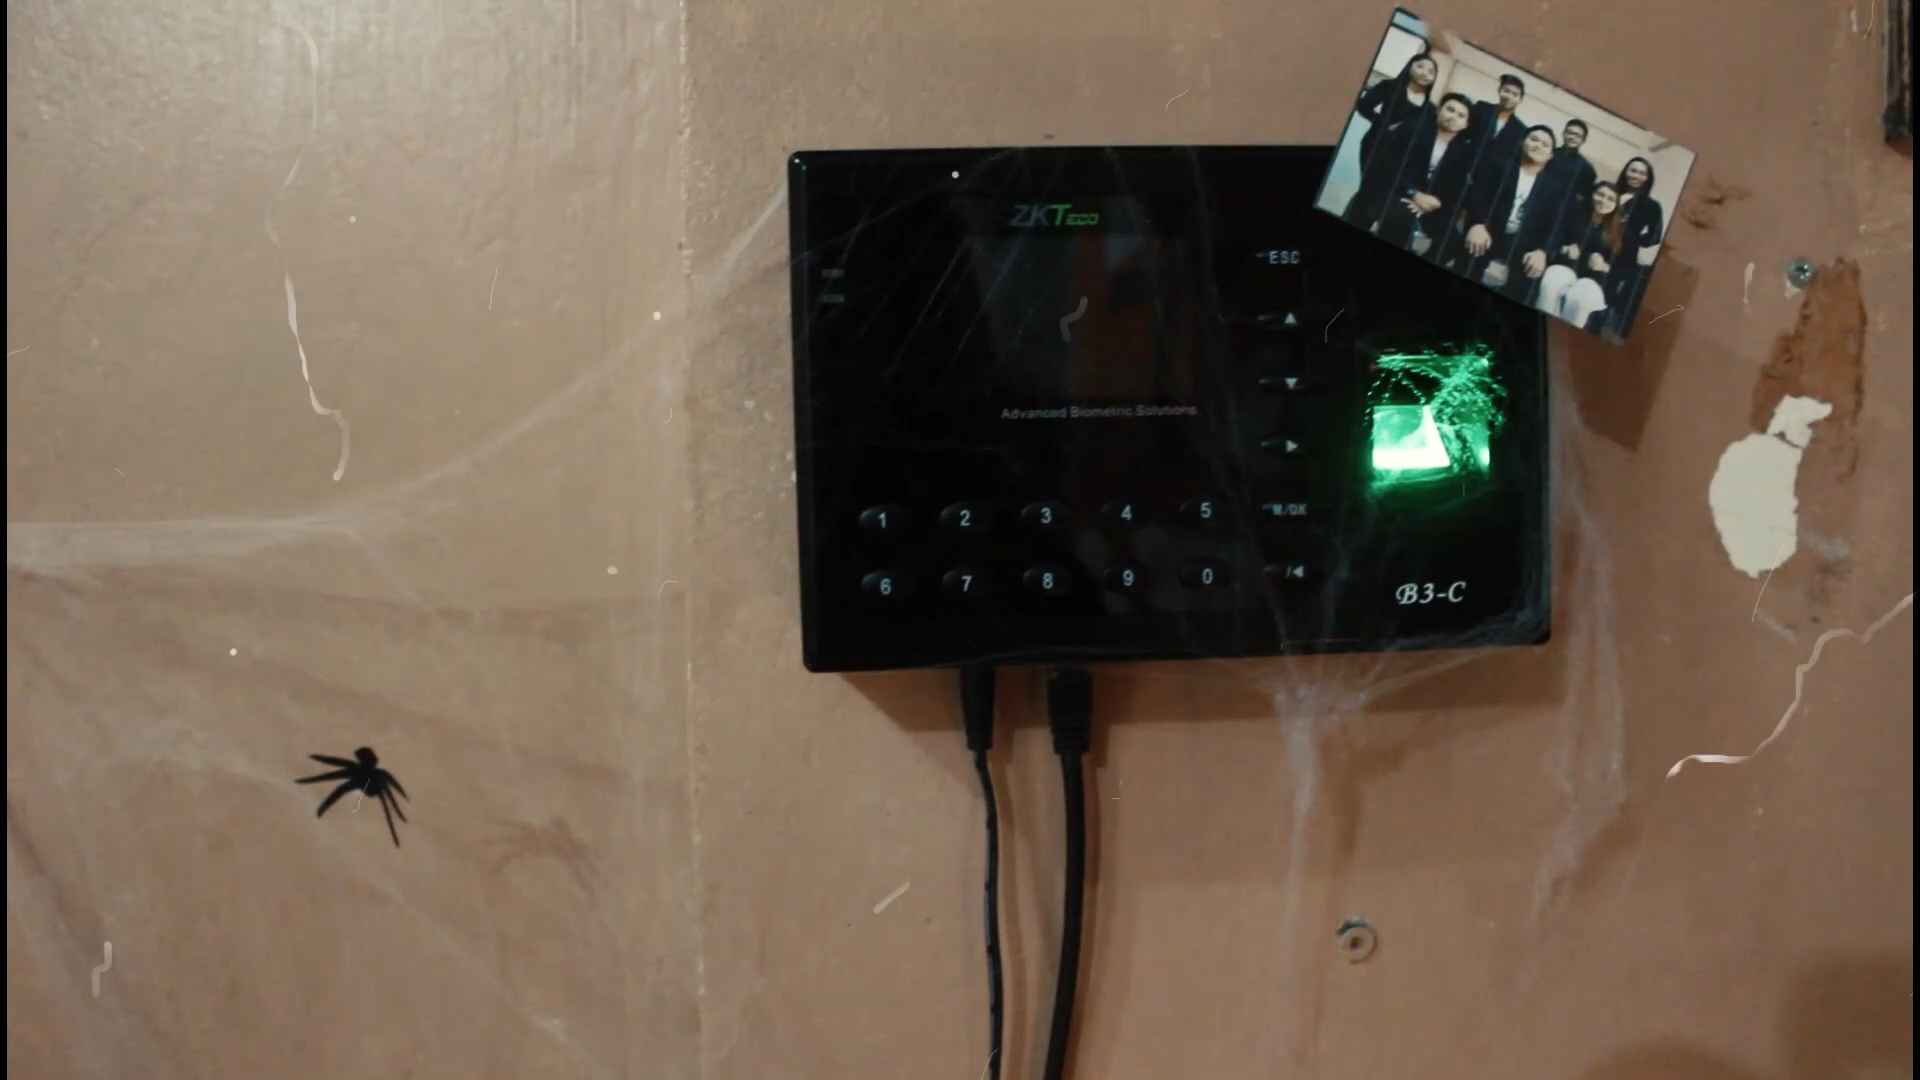 ZKTeco
ESC
Advanced Biometric Solutions
1 2 3 4 5 M/OK
6 7 8 9 0
B3-C